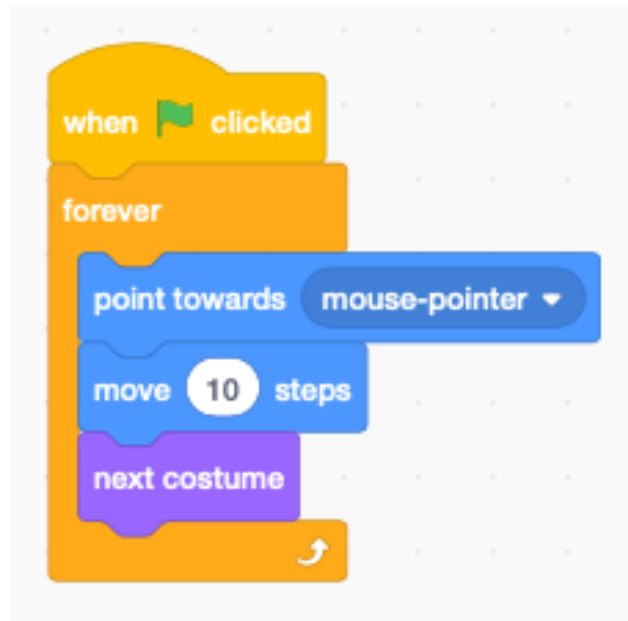 when clicked
forever
point towards mouse-pointer
move 10 steps
next costume